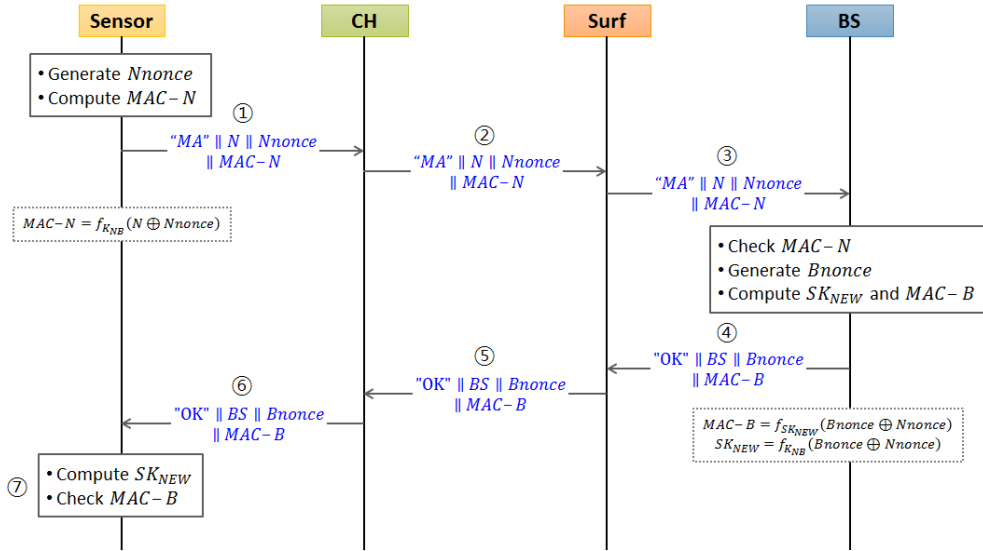 Sensor
CH
Surf
BS
• Generate Nnonce
• Compute MAC−N
①
“MA” ∥ N ∥ Nnonce
∥ MAC−N
②
“MA” ∥ N ∥ Nnonce
∥ MAC−N
③
“MA” ∥ N ∥ Nnonce
∥ MAC−N
MAC−N = f_{K_{NB}}(N ⊕ Nnonce)
• Check MAC−N
• Generate Bnonce
• Compute SK_{NEW} and MAC−B
④
"OK" ∥ BS ∥ Bnonce
∥ MAC−B
⑤
"OK" ∥ BS ∥ Bnonce
∥ MAC−B
⑥
"OK" ∥ BS ∥ Bnonce
∥ MAC−B
MAC−B = f_{SK_{NEW}}(Bnonce ⊕ Nnonce)
SK_{NEW} = f_{K_{NB}}(Bnonce ⊕ Nnonce)
⑦
• Compute SK_{NEW}
• Check MAC−B